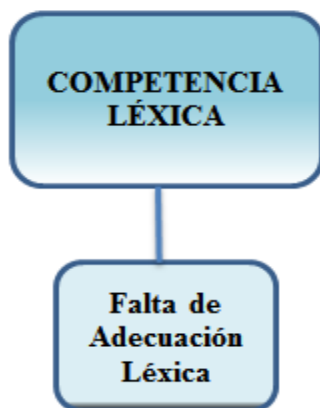 COMPETENCIA
LÉXICA
Falta de
Adecuación
Léxica